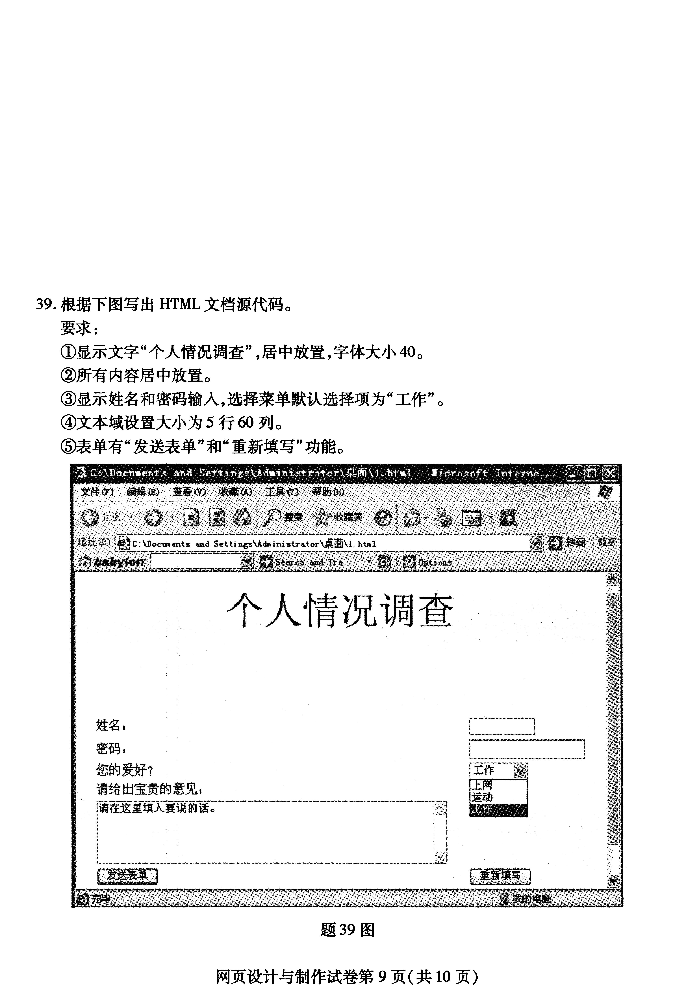 39. 根据下图写出 HTML 文档源代码。
要求：
①显示文字“个人情况调查”，居中放置，字体大小 40。
②所有内容居中放置。
③显示姓名和密码输入，选择菜单默认选择项为“工作”。
④文本域设置大小为 5 行 60 列。
⑤表单有“发送表单”和“重新填写”功能。
C:\Documents and Settings\Administrator\桌面\1.html - Microsoft Interne...
文件(F) 编辑(E) 查看(V) 收藏(A) 工具(T) 帮助(H)
后退 搜索 收藏夹
地址(D) C:\Documents and Settings\Administrator\桌面\1.html 转到 链接
babylon Search and Tra... Options
个人情况调查
姓名：
密码：
您的爱好? 工作
上网
运动
工作
请给出宝贵的意见：
请在这里填入要说的话。
发送表单 重新填写
完毕 我的电脑
题 39 图
网页设计与制作试卷第 9 页(共 10 页)